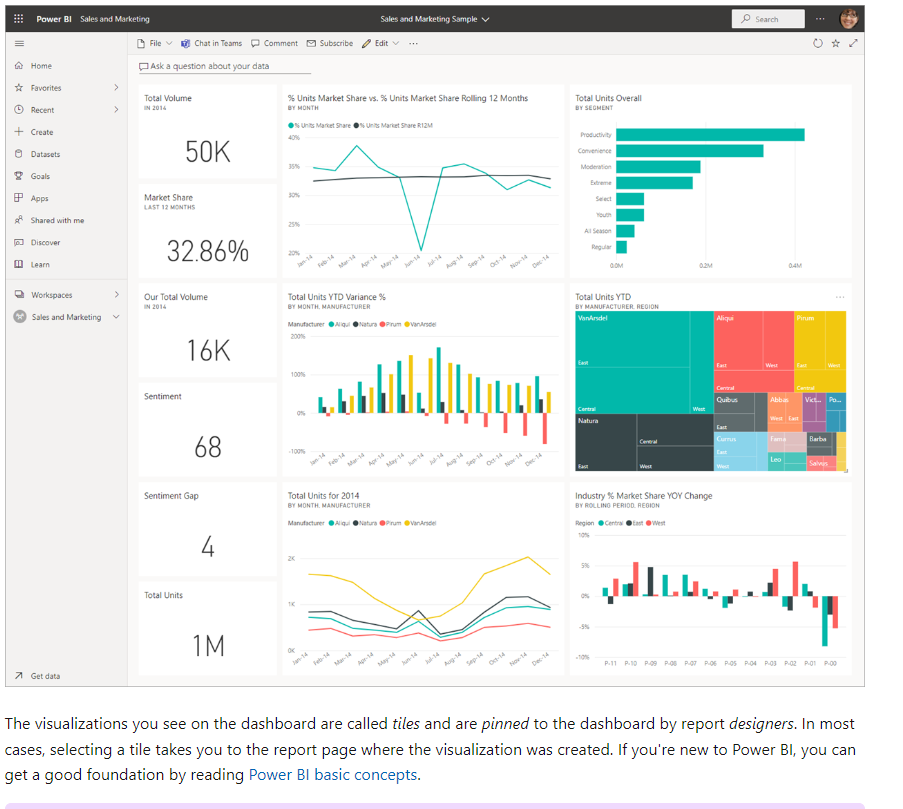 Power BI Sales and Marketing
Sales and Marketing Sample
Search
File
Chat in Teams
Comment
Subscribe
Edit
Ask a question about your data
Home
Favorites
Recent
Create
Datasets
Goals
Apps
Shared with me
Discover
Learn
Workspaces
Sales and Marketing
Get data
Total Volume
IN 2014
50K
Market Share
LAST 12 MONTHS
32.86%
Our Total Volume
IN 2014
16K
Sentiment
68
Sentiment Gap
4
Total Units
1M
% Units Market Share vs. % Units Market Share Rolling 12 Months
BY MONTH
% Units Market Share % Units Market Share R12M
40%
35%
30%
25%
20%
Jan-14 Feb-14 Mar-14 Apr-14 May-14 Jun-14 Jul-14 Aug-14 Sep-14 Oct-14 Nov-14 Dec-14
Total Units Overall
BY SEGMENT
Productivity
Convenience
Moderation
Extreme
Select
Youth
All Season
Regular
0.0M 0.2M 0.4M
Total Units YTD Variance %
BY MONTH, MANUFACTURER
Manufacturer Aliqui Natura Pirum VanArsdel
200%
100%
0%
-100%
Jan-14 Feb-14 Mar-14 Apr-14 May-14 Jun-14 Jul-14 Aug-14 Sep-14 Oct-14 Nov-14 Dec-14
Total Units YTD
BY MANUFACTURER, REGION
VanArsdel
East
Central
West
Natura
East
Central
West
Aliqui
East
West
Central
Pirum
East
West
Central
Quibus
East
Abbas
West East
Vict...
Po...
Currus
East
West
Fama
Barba
Leo
Salvus
Total Units for 2014
BY MONTH, MANUFACTURER
Manufacturer Aliqui Natura Pirum VanArsdel
2K
1K
0K
Jan-14 Feb-14 Mar-14 Apr-14 May-14 Jun-14 Jul-14 Aug-14 Sep-14 Oct-14 Nov-14 Dec-14
Industry % Market Share YOY Change
BY ROLLING PERIOD, REGION
Region Central East West
10%
5%
0%
-5%
-10%
P-11 P-10 P-09 P-08 P-07 P-06 P-05 P-04 P-03 P-02 P-01 P-00
The visualizations you see on the dashboard are called tiles and are pinned to the dashboard by report designers. In most
cases, selecting a tile takes you to the report page where the visualization was created. If you're new to Power BI, you can
get a good foundation by reading Power BI basic concepts.